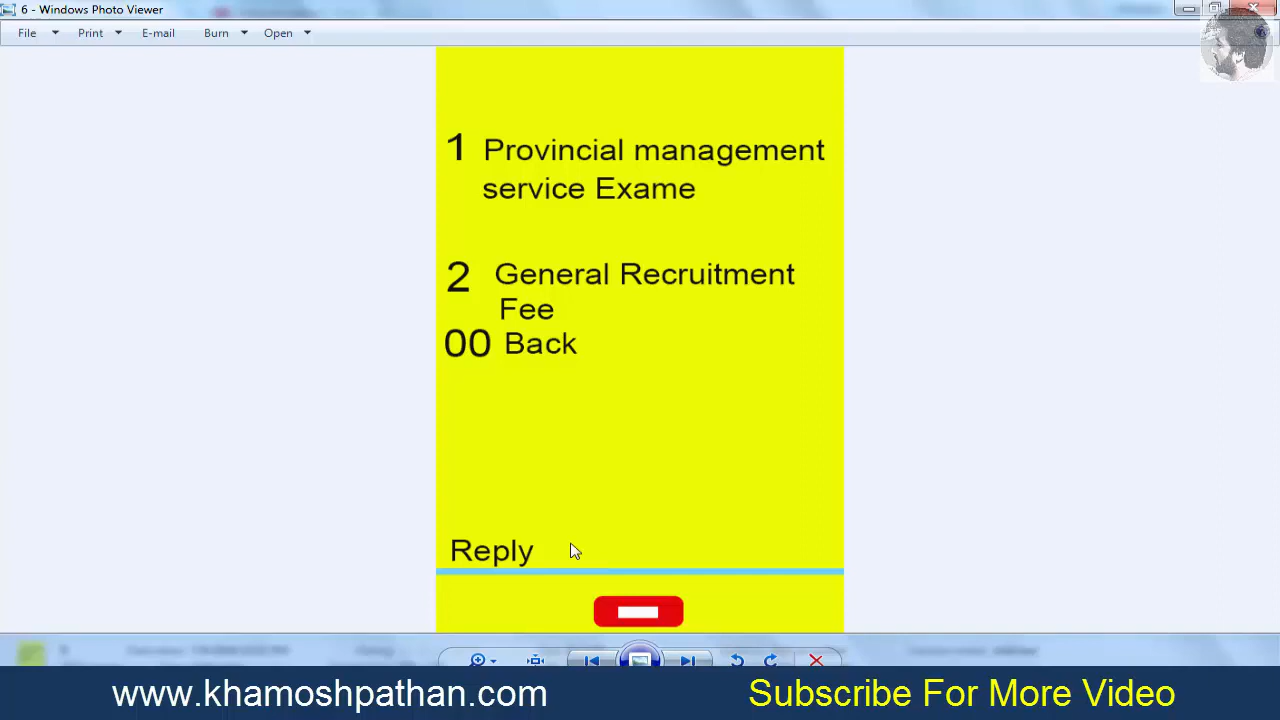 6 - Windows Photo Viewer
File Print E-mail Burn Open
1 Provincial management
service Exame
2 General Recruitment
Fee
00 Back
Reply
www.khamoshpathan.com Subscribe For More Video